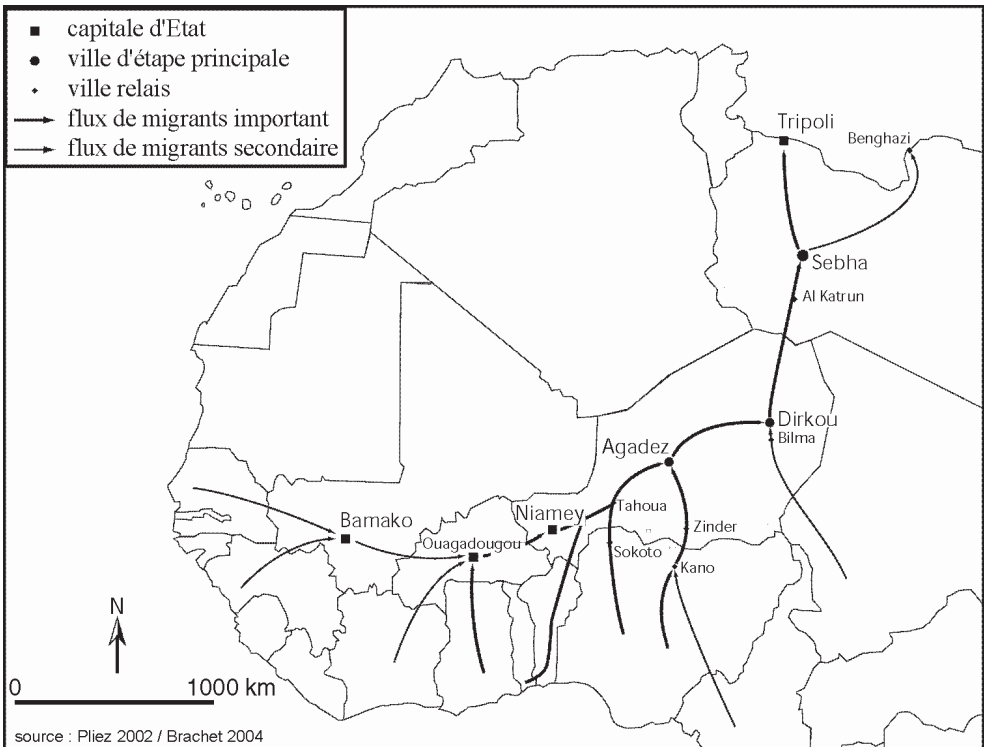 capitale d'Etat
ville d'étape principale
ville relais
flux de migrants important
flux de migrants secondaire
Tripoli
Benghazi
Sebha
Al Katrun
Dirkou
Bilma
Agadez
Tahoua
Niamey
Bamako
Ouagadougou
Zinder
Sokoto
Kano
N
0 1000 km
source : Pliez 2002 / Brachet 2004